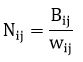 N_ij = B_ij / w_ij